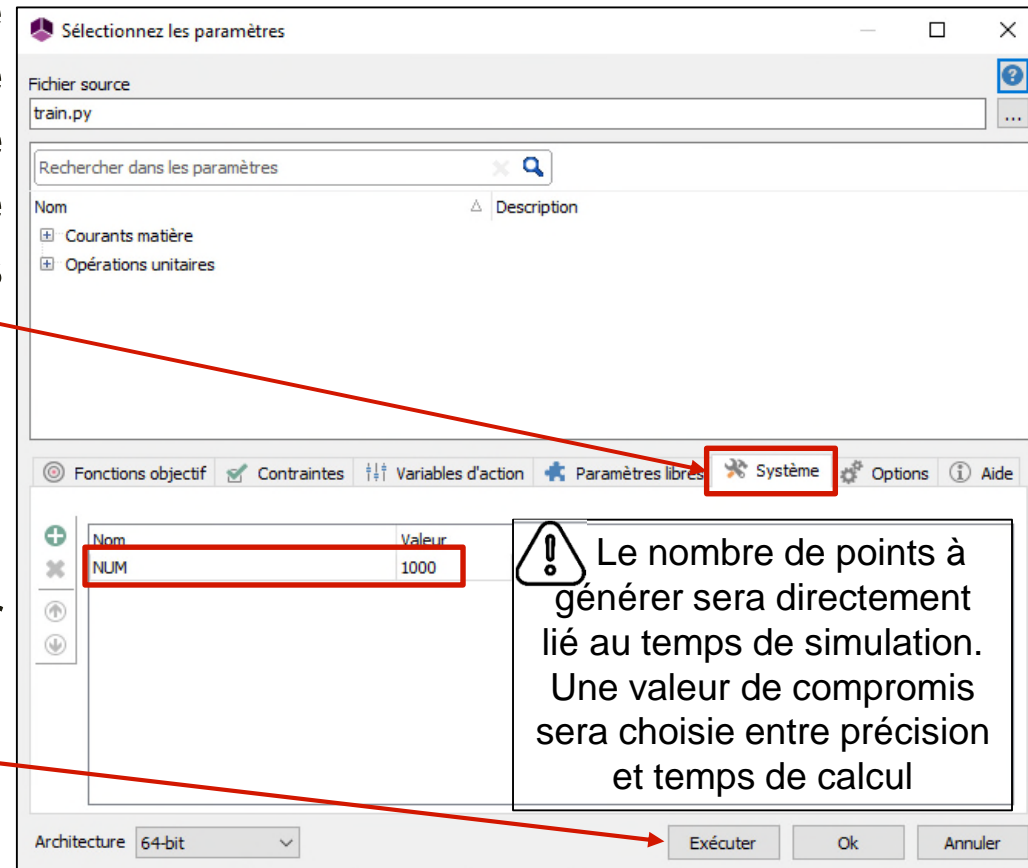 Sélectionnez les paramètres
Fichier source
train.py
...
Rechercher dans les paramètres
Nom Description
Courants matière
Opérations unitaires
Fonctions objectif Contraintes Variables d'action Paramètres libres Système Options Aide
Nom Valeur
NUM 1000
Le nombre de points à
générer sera directement
lié au temps de simulation.
Une valeur de compromis
sera choisie entre précision
et temps de calcul
Architecture 64-bit Exécuter Ok Annuler